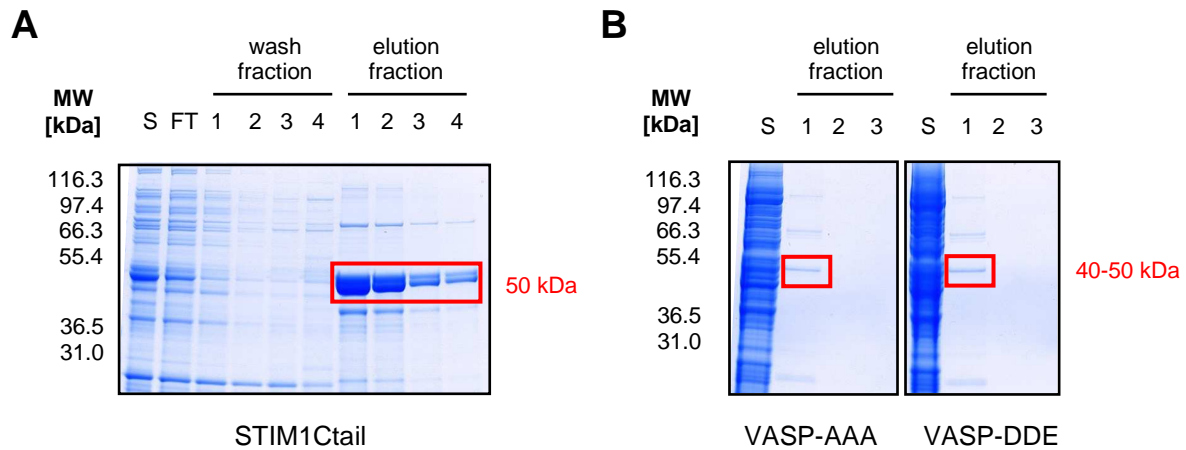 A
wash
fraction
elution
fraction
MW
[kDa]
S FT 1 2 3 4 1 2 3 4
116.3
97.4
66.3
55.4
36.5
31.0
50 kDa
STIM1Ctail
B
elution
fraction
elution
fraction
MW
[kDa]
S 1 2 3 S 1 2 3
116.3
97.4
66.3
55.4
36.5
31.0
40-50 kDa
VASP-AAA VASP-DDE